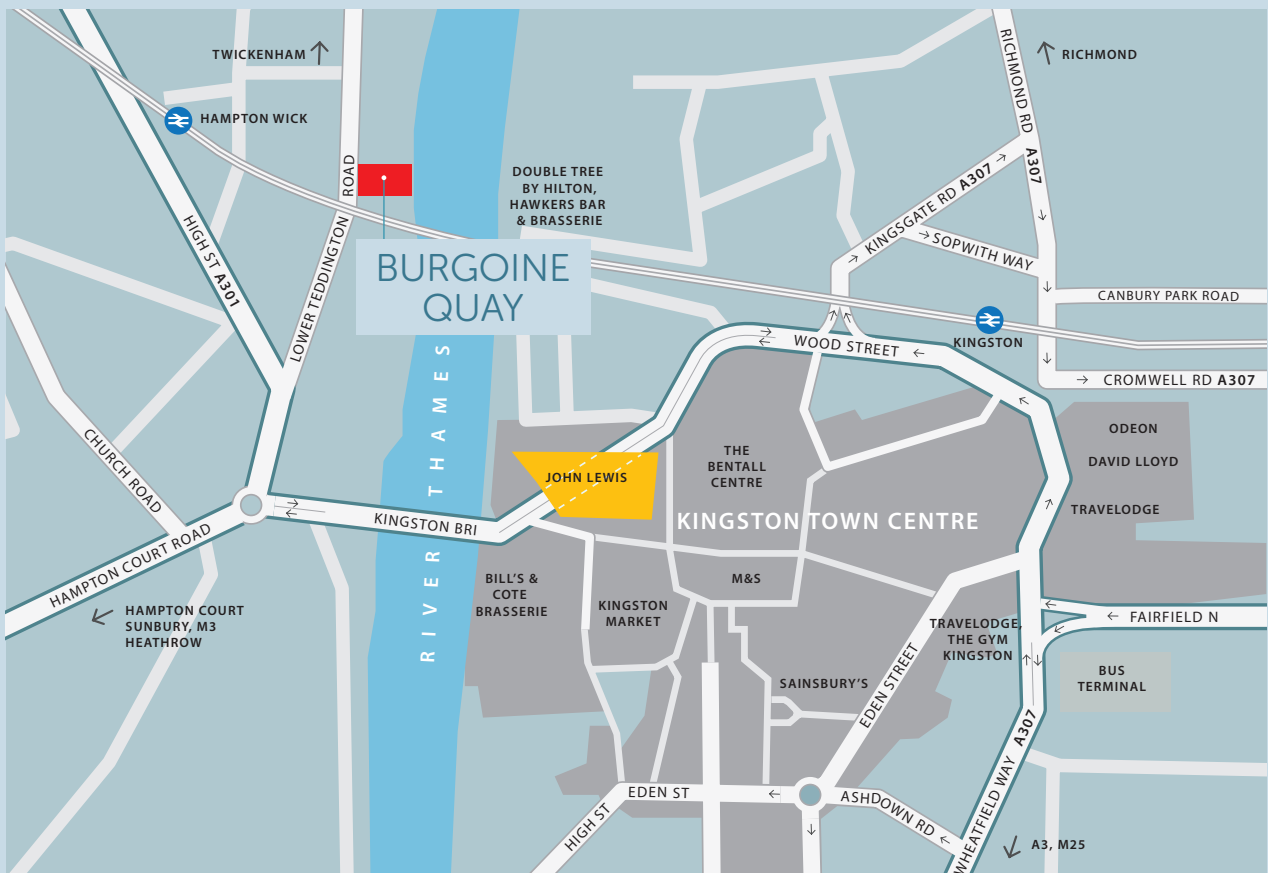 TWICKENHAM
RICHMOND
RICHMOND RD
A307
HAMPTON WICK
DOUBLE TREE
BY HILTON,
HAWKERS BAR
& BRASSERIE
LOWER TEDDINGTON ROAD
HIGH ST A301
KINGSGATE RD A307
SOPWITH WAY
BURGOINE
QUAY
CANBURY PARK ROAD
KINGSTON
WOOD STREET
CROMWELL RD A307
RIVER THAMES
CHURCH ROAD
ODEON
DAVID LLOYD
TRAVELODGE
THE
BENTALL
CENTRE
JOHN LEWIS
KINGSTON TOWN CENTRE
KINGSTON BRI
HAMPTON COURT ROAD
HAMPTON COURT
SUNBURY, M3
HEATHROW
BILL'S &
COTE
BRASSERIE
M&S
KINGSTON
MARKET
TRAVELODGE,
THE GYM
KINGSTON
FAIRFIELD N
BUS
TERMINAL
SAINSBURY'S
EDEN STREET
WHEATFIELD WAY A307
EDEN ST
ASHDOWN RD
HIGH ST
A3, M25